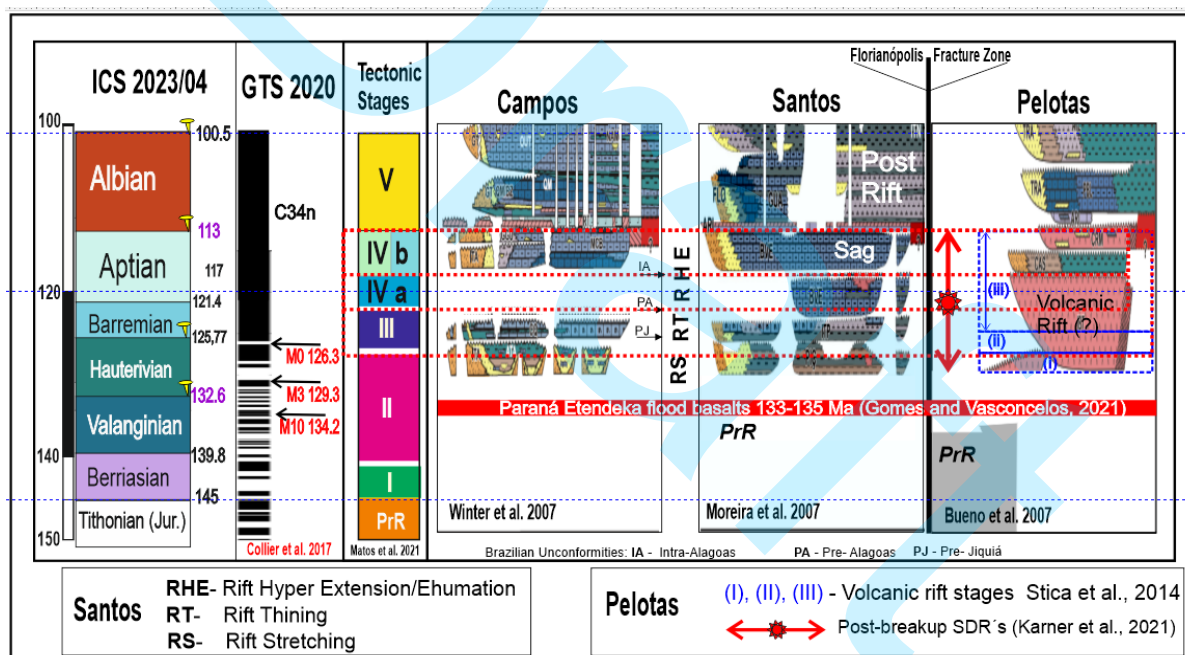 Florianópolis Fracture Zone
ICS 2023/04
GTS 2020
Tectonic
Stages
Campos
Santos
Pelotas
100
120
140
150
100.5
113
117
121.4
125,77
132.6
139.8
145
Albian
Aptian
Barremian
Hauterivian
Valanginian
Berriasian
Tithonian (Jur.)
C34n
M0 126.3
M3 129.3
M10 134.2
Collier et al. 2017
V
IV b
IV a
III
II
I
PrR
Matos et al. 2021
IA
PA
PJ
RS RT RHE
Post
Rift
Sag
Volcanic
Rift (?)
(iii)
(ii)
(i)
Paraná Etendeka flood basalts 133-135 Ma (Gomes and Vasconcelos, 2021)
PrR
PrR
Winter et al. 2007
Moreira et al. 2007
Bueno et al. 2007
Brazilian Unconformities: IA - Intra-Alagoas PA - Pre- Alagoas PJ - Pre- Jiquiá
Santos
RHE- Rift Hyper Extension/Ehumation
RT- Rift Thining
RS- Rift Stretching
Pelotas
(I), (II), (III) - Volcanic rift stages Stica et al., 2014
Post-breakup SDR´s (Karner et al., 2021)